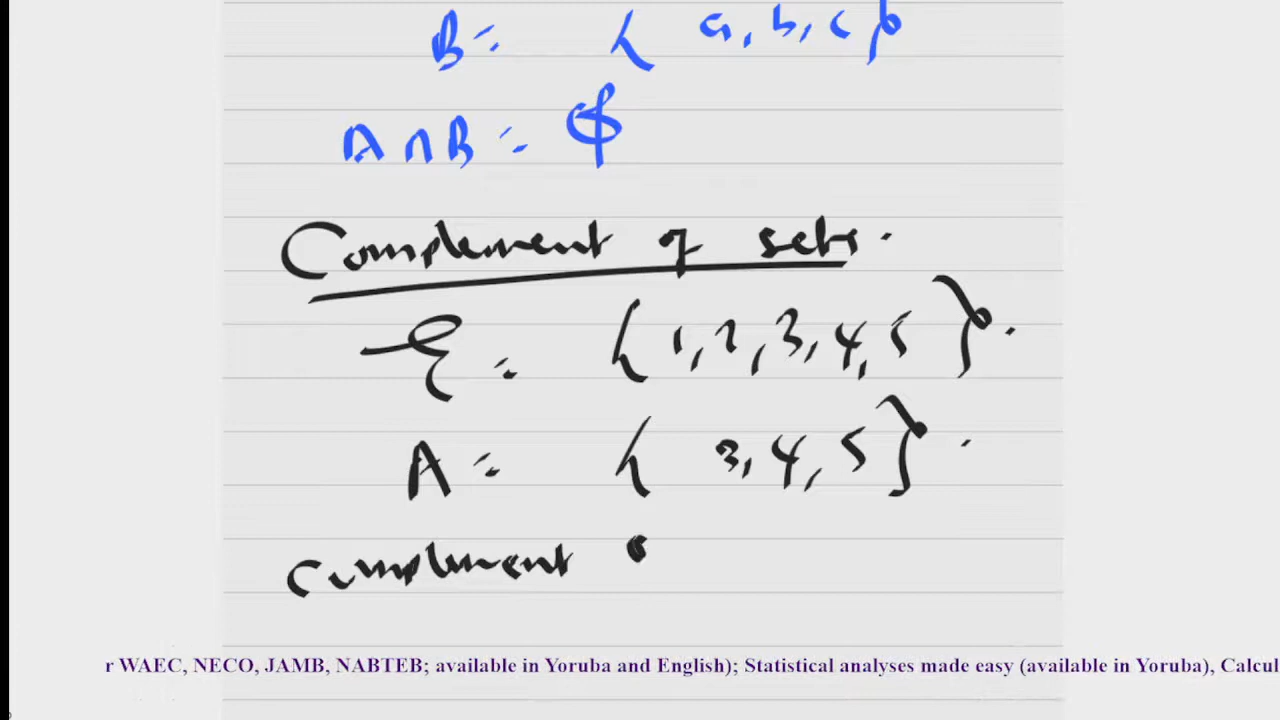 B = { a, b, c }
A ∩ B = ϕ
Complement of sets.
ξ = { 1, 2, 3, 4, 5 }.
A = { 3, 4, 5 }.
Complement
r WAEC, NECO, JAMB, NABTEB; available in Yoruba and English); Statistical analyses made easy (available in Yoruba), Calcul